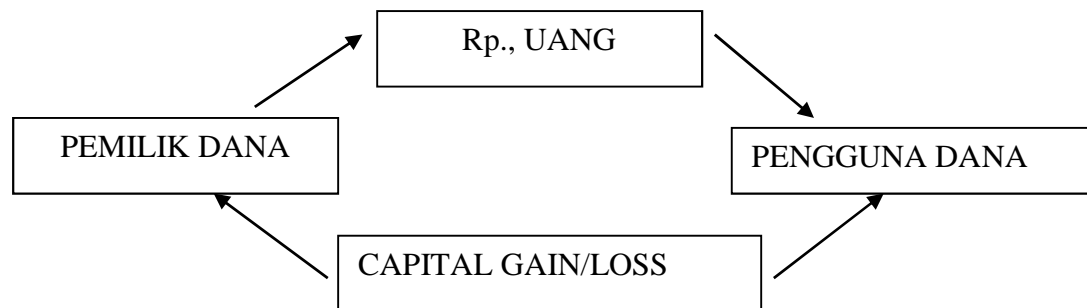 Rp., UANG
PEMILIK DANA
PENGGUNA DANA
CAPITAL GAIN/LOSS